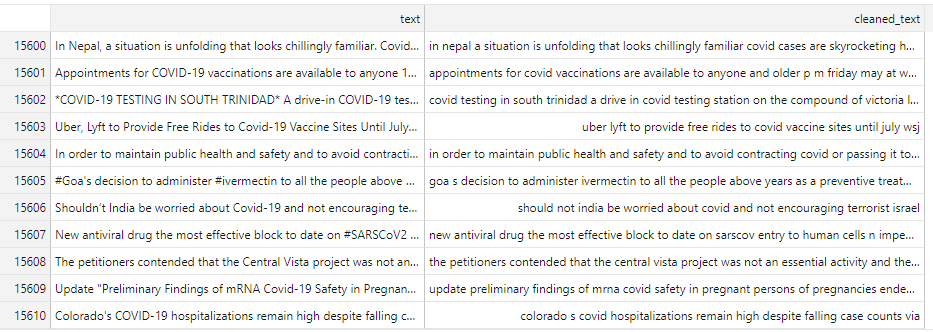 text cleaned_text
15600 In Nepal, a situation is unfolding that looks chillingly familiar. Covid... in nepal a situation is unfolding that looks chillingly familiar covid cases are skyrocketing h...
15601 Appointments for COVID-19 vaccinations are available to anyone 1... appointments for covid vaccinations are available to anyone and older p m friday may at w...
15602 *COVID-19 TESTING IN SOUTH TRINIDAD* A drive-in COVID-19 tes... covid testing in south trinidad a drive in covid testing station on the compound of victoria l...
15603 Uber, Lyft to Provide Free Rides to Covid-19 Vaccine Sites Until July... uber lyft to provide free rides to covid vaccine sites until july wsj
15604 In order to maintain public health and safety and to avoid contracti... in order to maintain public health and safety and to avoid contracting covid or passing it to...
15605 #Goa's decision to administer #ivermectin to all the people above ... goa s decision to administer ivermectin to all the people above years as a preventive treat...
15606 Shouldn't India be worried about Covid-19 and not encouraging te... should not india be worried about covid and not encouraging terrorist israel
15607 New antiviral drug the most effective block to date on #SARSCoV2 ... new antiviral drug the most effective block to date on sarscov entry to human cells n impe...
15608 The petitioners contended that the Central Vista project was not an... the petitioners contended that the central vista project was not an essential activity and the...
15609 Update "Preliminary Findings of mRNA Covid-19 Safety in Pregnan... update preliminary findings of mrna covid safety in pregnant persons of pregnancies ende...
15610 Colorado's COVID-19 hospitalizations remain high despite falling c... colorado s covid hospitalizations remain high despite falling case counts via